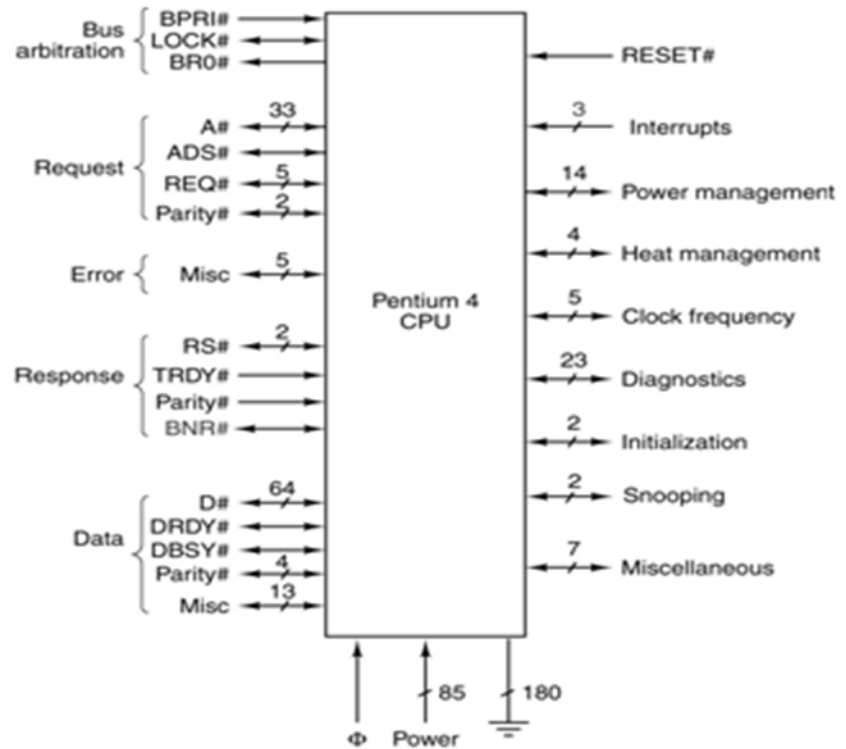 Bus arbitration
BPRI#
LOCK#
BR0#
Request
A# 33
ADS#
REQ# 5
Parity# 2
Error
Misc 5
Response
RS# 2
TRDY#
Parity#
BNR#
Data
D# 64
DRDY#
DBSY#
Parity# 4
Misc 13
Pentium 4
CPU
RESET#
3 Interrupts
14 Power management
4 Heat management
5 Clock frequency
23 Diagnostics
2 Initialization
2 Snooping
7 Miscellaneous
85
180
Φ Power